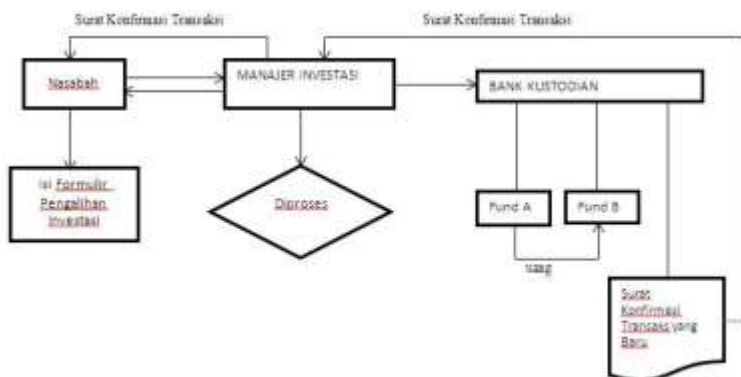 Surat Konfirmasi Transaksi
Surat Konfirmasi Transaksi
Nasabah
MANAJER INVESTASI
BANK KUSTODIAN
Isi Formulir
Pengalihan
Investasi
Diproses
Fund A
Fund B
uang
Surat
Konfirmasi
Transaks yang
Baru